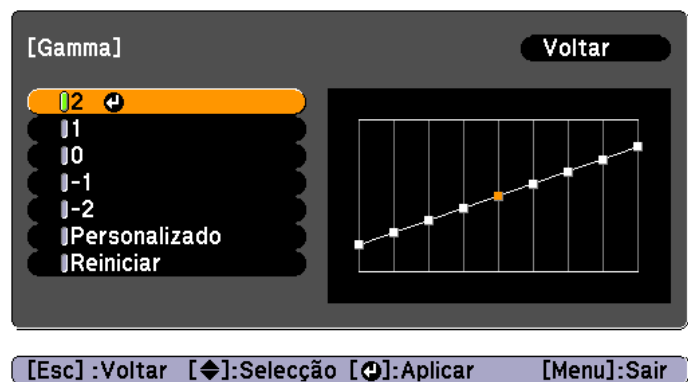 [Gamma]
Voltar
2
1
0
-1
-2
Personalizado
Reiniciar
[Esc] :Voltar [◆]:Selecção [↵]:Aplicar [Menu]:Sair